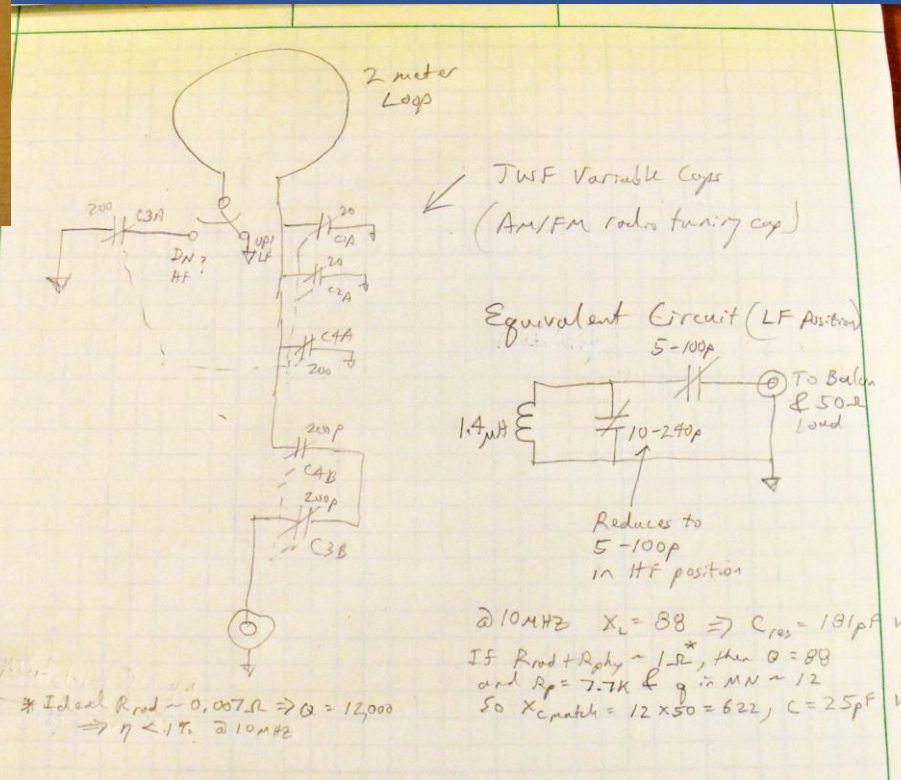 2 meter
Loop
TWF Variable Caps
(AM/FM radio tuning cap)
200
C3A
DN?
HF
UP?
LF
20
C1A
20
C2A
C4A
200
200p
C4B
200p
C3B
Equivalent Circuit (LF Position)
5-100p
To Balun
& 50Ω
Load
1.4μH
10-240p
Reduces to
5-100p
in HF position
@ 10MHZ X_L = 88 ⇒ C_res = 181pF
If Rrad + Rphy ~ 1Ω*, then Q = 88
and Rp = 7.7K & q in MN ~ 12
So Xcmatch = 12 x 50 = 622, C = 25pF
* Ideal Rrad ~ 0.007Ω ⇒ Q = 12,000
⇒ η < 1% @ 10MHz